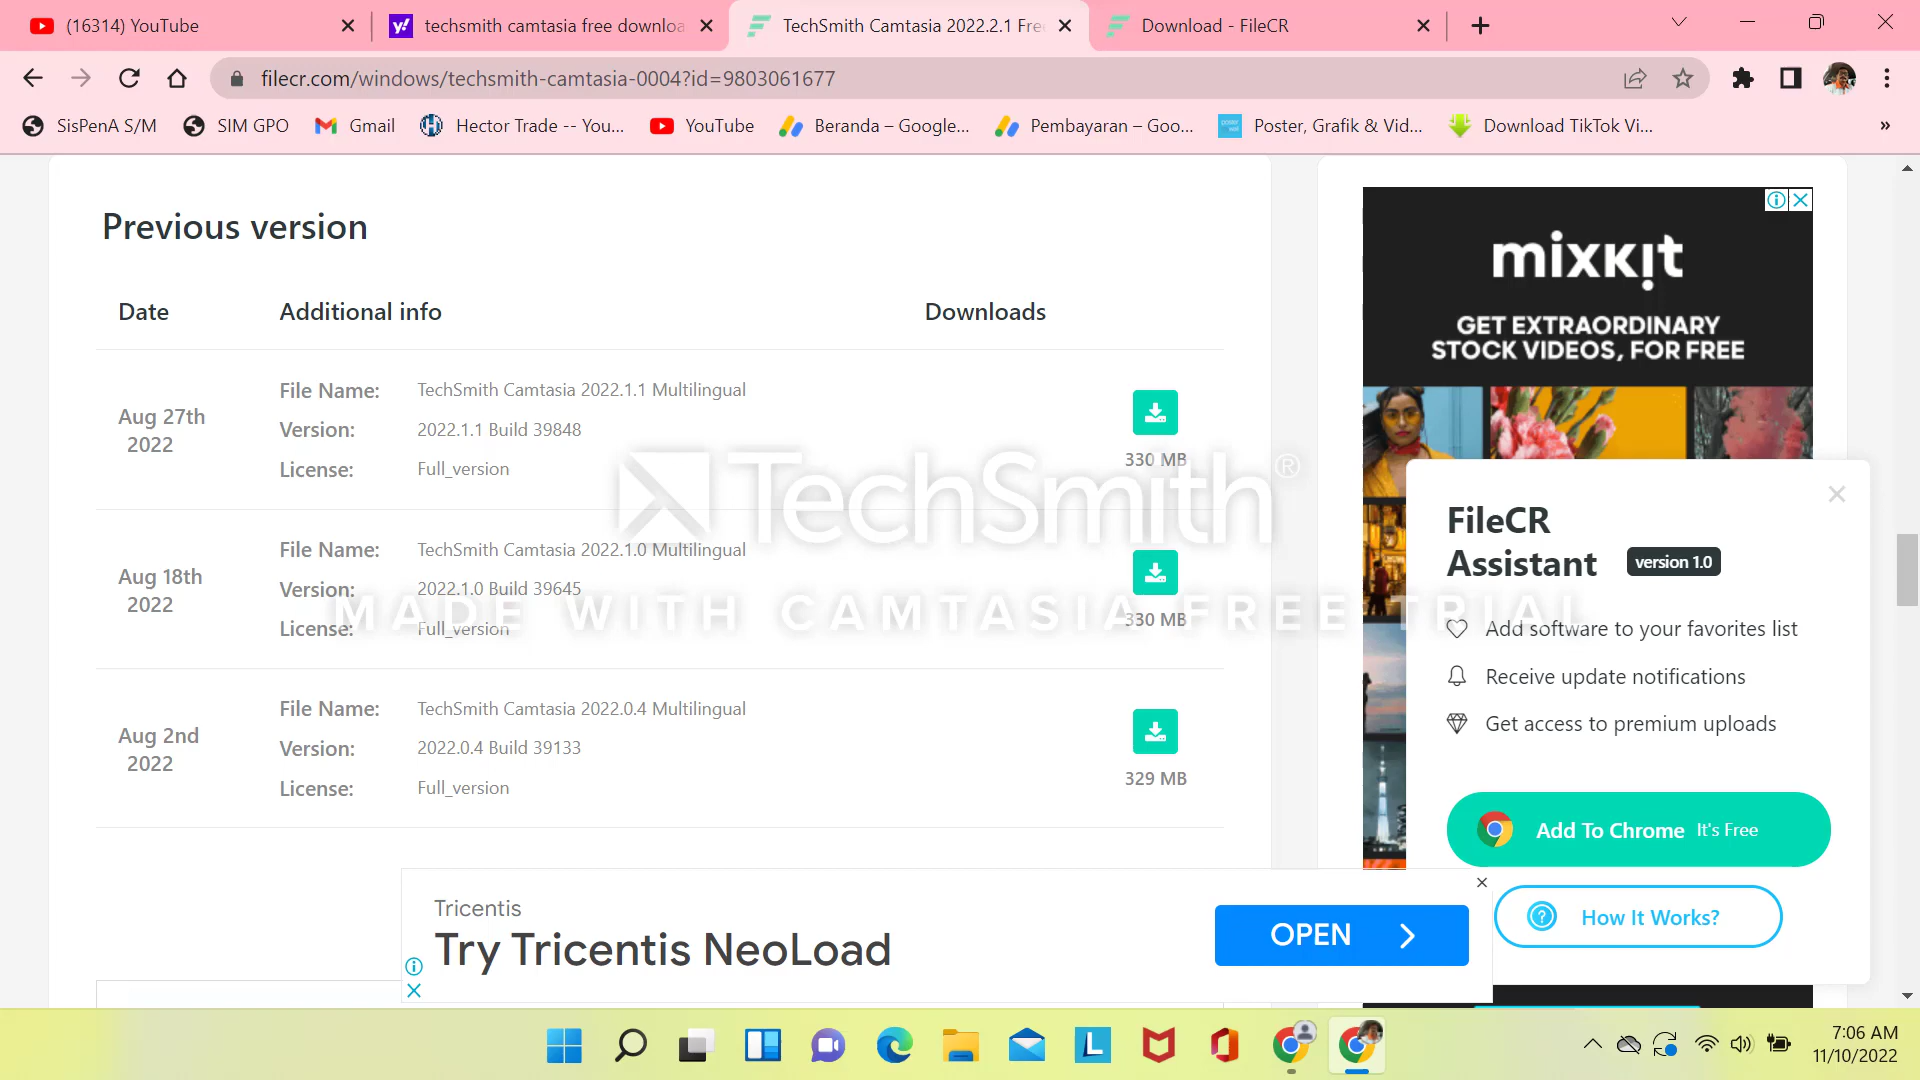 (16314) YouTube
techsmith camtasia free downloa
TechSmith Camtasia 2022.2.1 Fre
Download - FileCR
filecr.com/windows/techsmith-camtasia-0004?id=9803061677
SisPenA S/M
SIM GPO
Gmail
Hector Trade -- You...
YouTube
Beranda – Google...
Pembayaran – Goo...
Poster, Grafik & Vid...
Download TikTok Vi...
»
Previous version
Date
Additional info
Downloads
Aug 27th
2022
File Name: TechSmith Camtasia 2022.1.1 Multilingual
Version: 2022.1.1 Build 39848
License: Full_version
330 MB
Aug 18th
2022
File Name: TechSmith Camtasia 2022.1.0 Multilingual
Version: 2022.1.0 Build 39645
License: Full_version
330 MB
Aug 2nd
2022
File Name: TechSmith Camtasia 2022.0.4 Multilingual
Version: 2022.0.4 Build 39133
License: Full_version
329 MB
TechSmith®
MADE WITH CAMTASIA FREE TRIAL
mixkit
GET EXTRAORDINARY
STOCK VIDEOS, FOR FREE
FileCR
Assistant version 1.0
Add software to your favorites list
Receive update notifications
Get access to premium uploads
Add To Chrome It's Free
How It Works?
Tricentis
Try Tricentis NeoLoad
OPEN
7:06 AM
11/10/2022